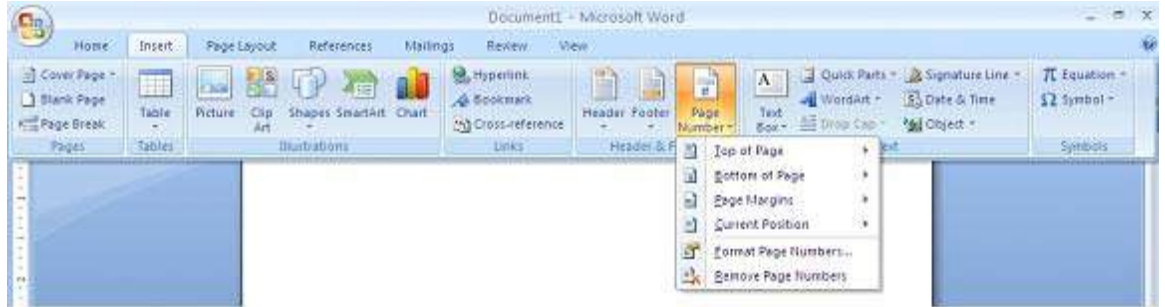 Document1 - Microsoft Word
Home Insert Page Layout References Mailings Review View
Cover Page
Blank Page
Page Break
Pages
Table
Tables
Picture
Clip Art
Shapes
SmartArt
Chart
Illustrations
Hyperlink
Bookmark
Cross-reference
Links
Header
Footer
Page Number
Header & F
Text Box
Quick Parts
WordArt
Drop Cap
Signature Line
Date & Time
Object
Equation
Symbol
Symbols
Top of Page
Bottom of Page
Page Margins
Current Position
Format Page Numbers...
Remove Page Numbers